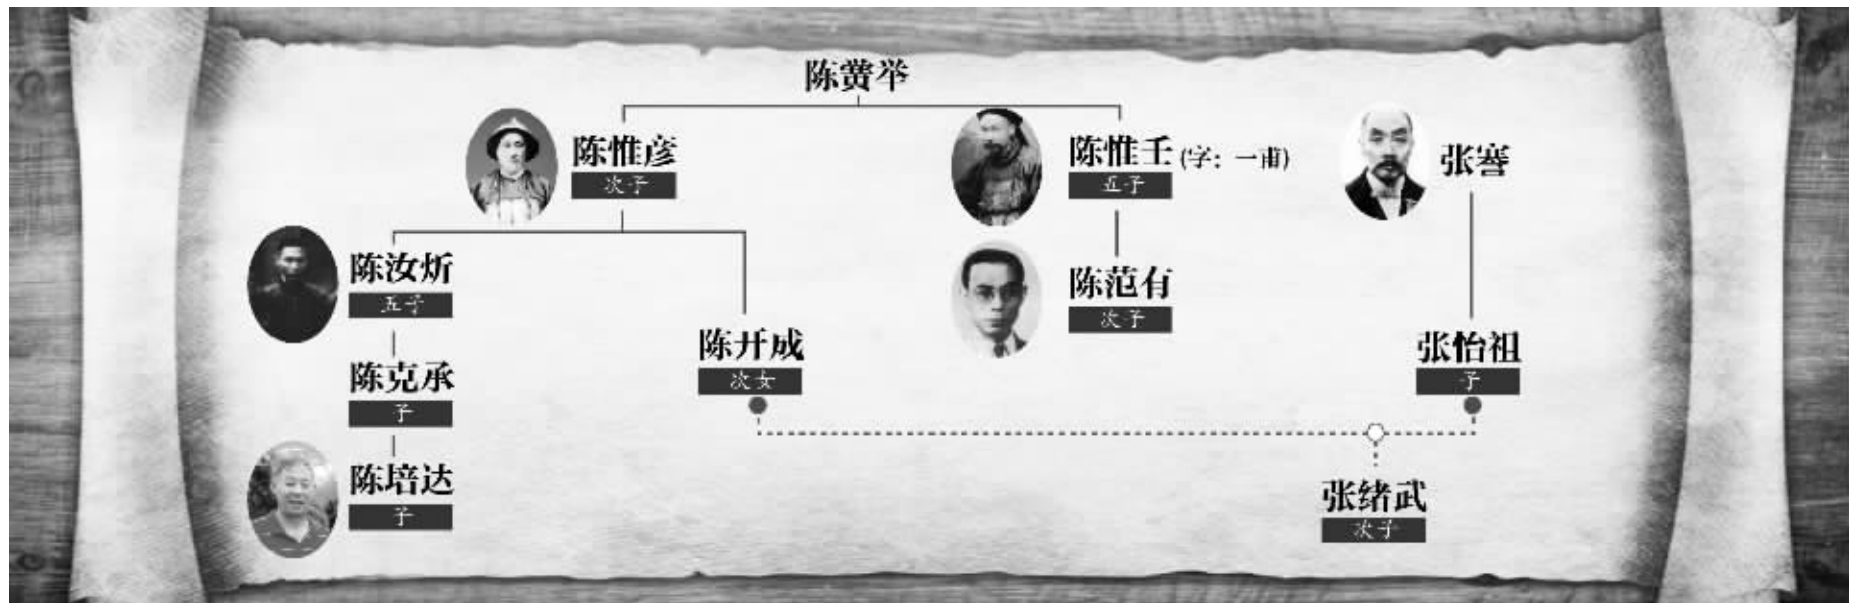 陈黉举
陈惟彦
次子
陈惟壬 (字：一甫)
五子
张謇
陈汝炘
五子
陈范有
次子
陈开成
次女
张怡祖
子
陈克承
子
陈培达
子
张绪武
次子